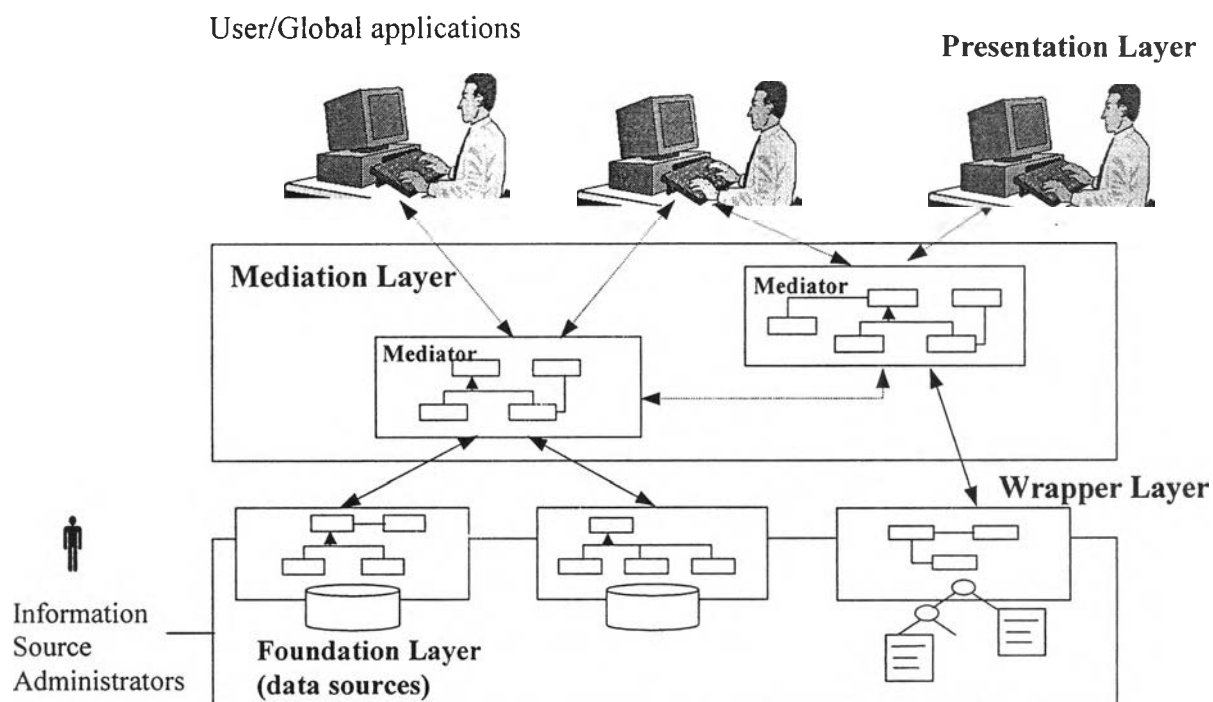 User/Global applications
Presentation Layer
Mediation Layer
Mediator
Mediator
Wrapper Layer
Information
Source
Administrators
Foundation Layer
(data sources)